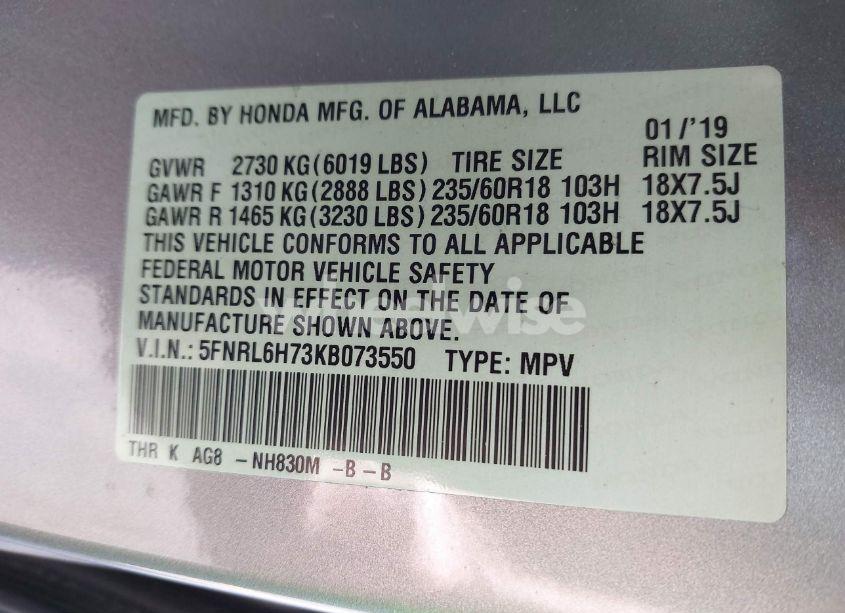 MFD. BY HONDA MFG. OF ALABAMA, LLC
01/'19
GVWR 2730 KG(6019 LBS) TIRE SIZE RIM SIZE
GAWR F 1310 KG(2888 LBS) 235/60R18 103H 18X7.5J
GAWR R 1465 KG(3230 LBS) 235/60R18 103H 18X7.5J
THIS VEHICLE CONFORMS TO ALL APPLICABLE
FEDERAL MOTOR VEHICLE SAFETY
STANDARDS IN EFFECT ON THE DATE OF
MANUFACTURE SHOWN ABOVE.
V.I.N.: 5FNRL6H73KB073550 TYPE: MPV
THR K AG8 -NH830M -B -B